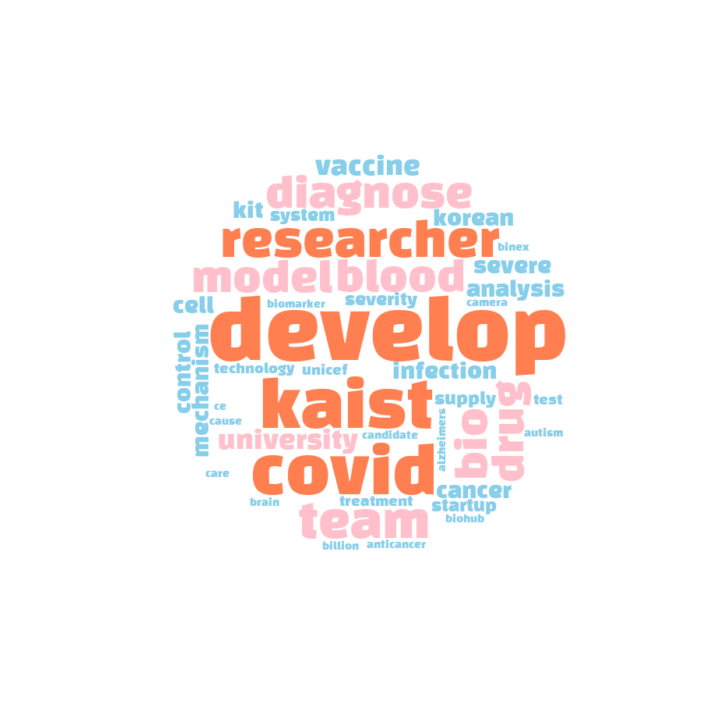 vaccine
diagnose
kit system korean
researcher binex
model blood severe
analysis
cell biomarker severity camera
develop
control
mechanism
technology unicef infection
kaist
supply test
drug
bio
ce
cause
university candidate
alzheimers
autism
covid
care
cancer
brain treatment startup
team biohub
billion anticancer